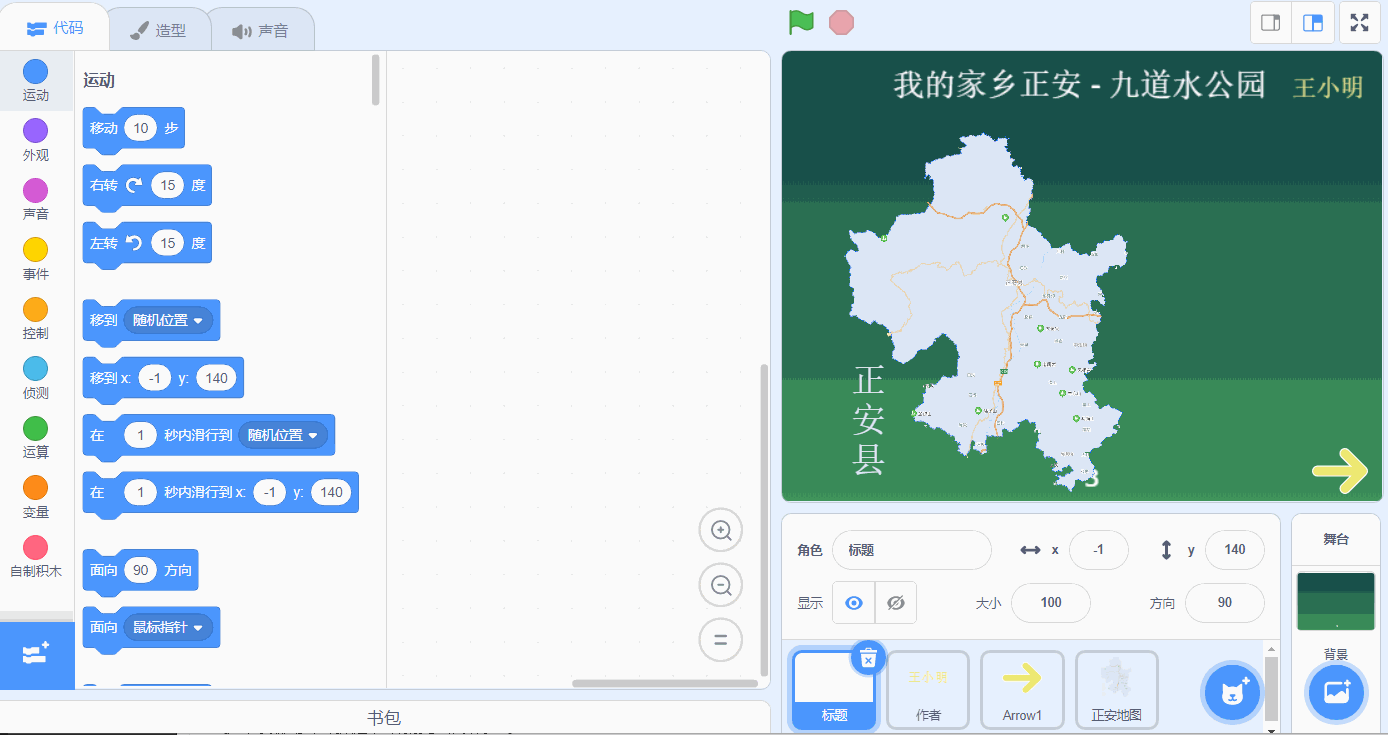 代码
造型
声音
运动
外观
声音
事件
控制
侦测
运算
变量
自制积木
运动
移动 10 步
右转 15 度
左转 15 度
移到 随机位置
移到 x: -1 y: 140
在 1 秒内滑行到 随机位置
在 1 秒内滑行到 x: -1 y: 140
面向 90 方向
面向 鼠标指针
书包
我的家乡正安 - 九道水公园 王小明
正安县
3
角色 标题 x -1 y 140
显示 大小 100 方向 90
标题
王小明
作者
Arrow1
正安地图
舞台
背景